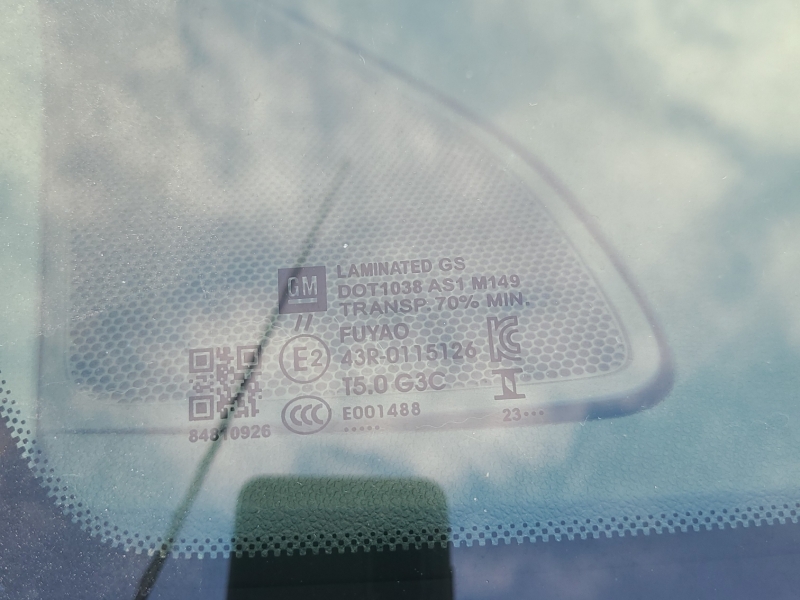 GM
LAMINATED GS
DOT1038 AS1 M149
TRANSP. 70% MIN.
//
FUYAO
E2
43R-0115126
T5.0 G3C
CCC
E001488
84810926
23